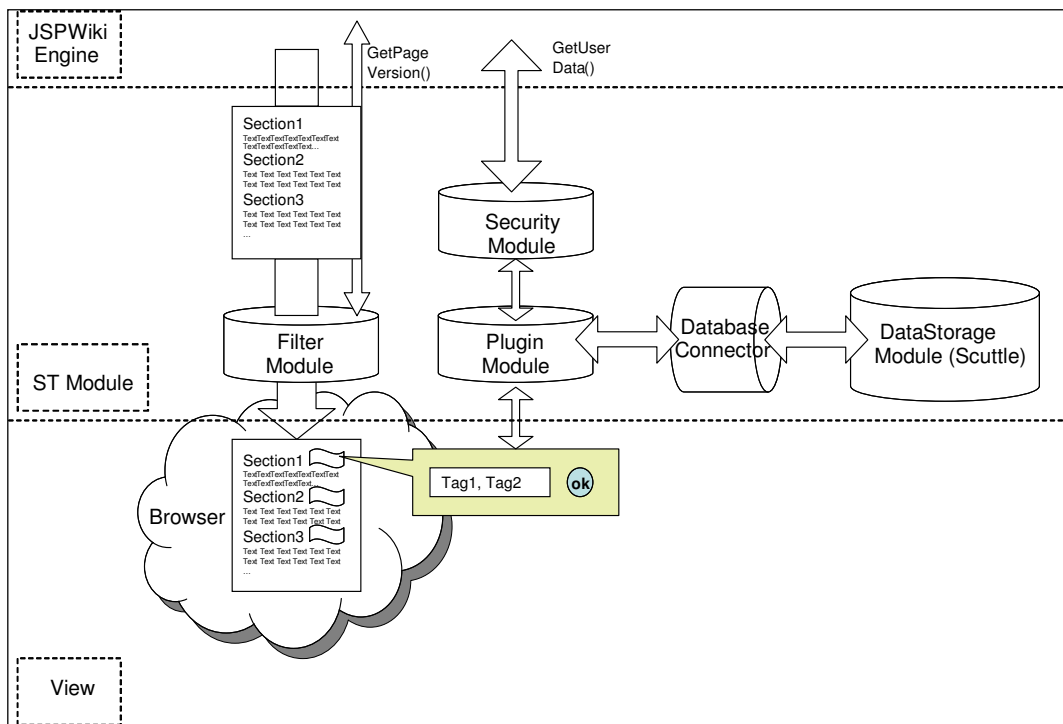 JSPWiki
Engine
GetPage
Version()
GetUser
Data()
Section1
TextTextTextTextTextTextText
TextTextTextTextText...
Section2
Text Text Text Text Text Text
Text Text Text Text Text Text
Section3
Text Text Text Text Text Text
Text Text Text Text Text Text
...
Security
Module
Filter
Module
Plugin
Module
Database
Connector
DataStorage
Module (Scuttle)
ST Module
Browser
Section1
TextTextTextTextTextTextText
TextTextTextTextText...
Section2
Text Text Text Text Text Text
Text Text Text Text Text Text
Section3
Text Text Text Text Text Text
Text Text Text Text Text Text
...
Tag1, Tag2
ok
View